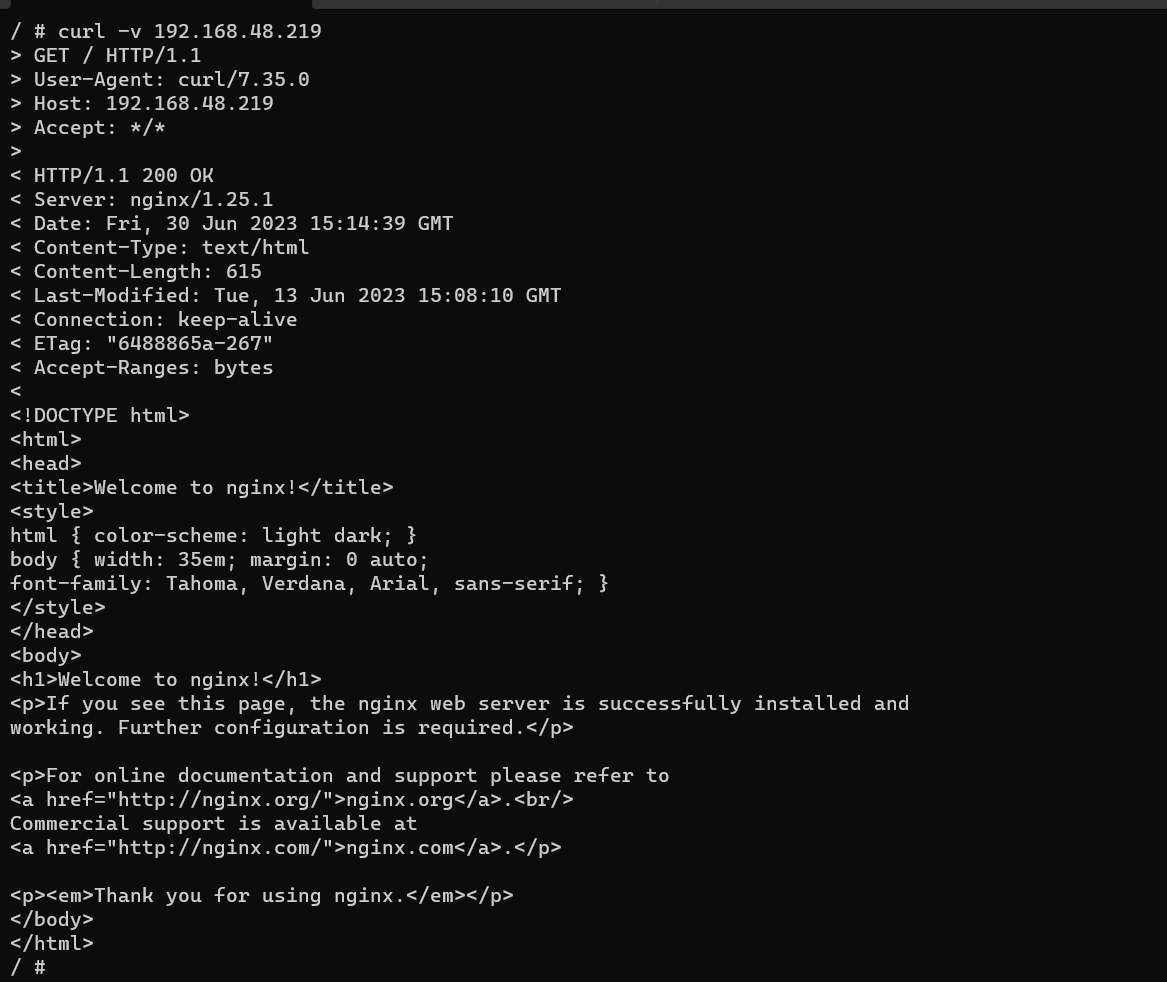 / # curl -v 192.168.48.219
> GET / HTTP/1.1
> User-Agent: curl/7.35.0
> Host: 192.168.48.219
> Accept: */*
>
< HTTP/1.1 200 OK
< Server: nginx/1.25.1
< Date: Fri, 30 Jun 2023 15:14:39 GMT
< Content-Type: text/html
< Content-Length: 615
< Last-Modified: Tue, 13 Jun 2023 15:08:10 GMT
< Connection: keep-alive
< ETag: "6488865a-267"
< Accept-Ranges: bytes
<
<!DOCTYPE html>
<html>
<head>
<title>Welcome to nginx!</title>
<style>
html { color-scheme: light dark; }
body { width: 35em; margin: 0 auto;
font-family: Tahoma, Verdana, Arial, sans-serif; }
</style>
</head>
<body>
<h1>Welcome to nginx!</h1>
<p>If you see this page, the nginx web server is successfully installed and
working. Further configuration is required.</p>

<p>For online documentation and support please refer to
<a href="http://nginx.org/">nginx.org</a>.<br/>
Commercial support is available at
<a href="http://nginx.com/">nginx.com</a>.</p>

<p><em>Thank you for using nginx.</em></p>
</body>
</html>
/ #